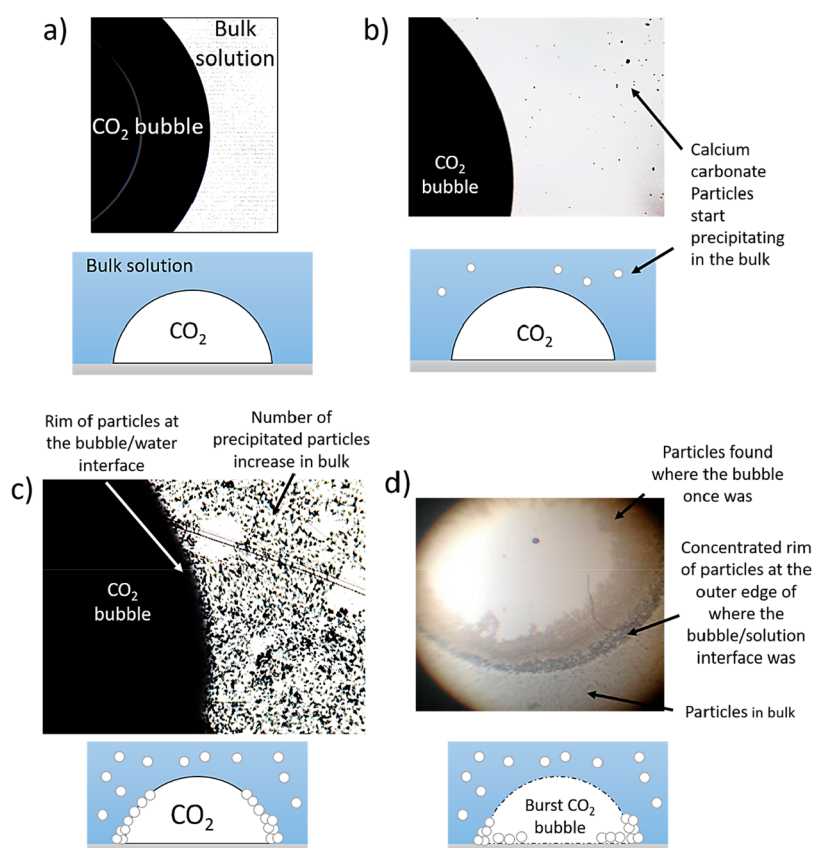 a)
Bulk
solution
CO₂ bubble
Bulk solution
CO₂
b)
CO₂
bubble
Calcium
carbonate
Particles
start
precipitating
in the bulk
CO₂
Rim of particles at
the bubble/water
interface
Number of
precipitated particles
increase in bulk
c)
CO₂
bubble
CO₂
d)
Particles found
where the bubble
once was
Concentrated rim
of particles at the
outer edge of
where the
bubble/solution
interface was
Particles in bulk
Burst CO₂
bubble